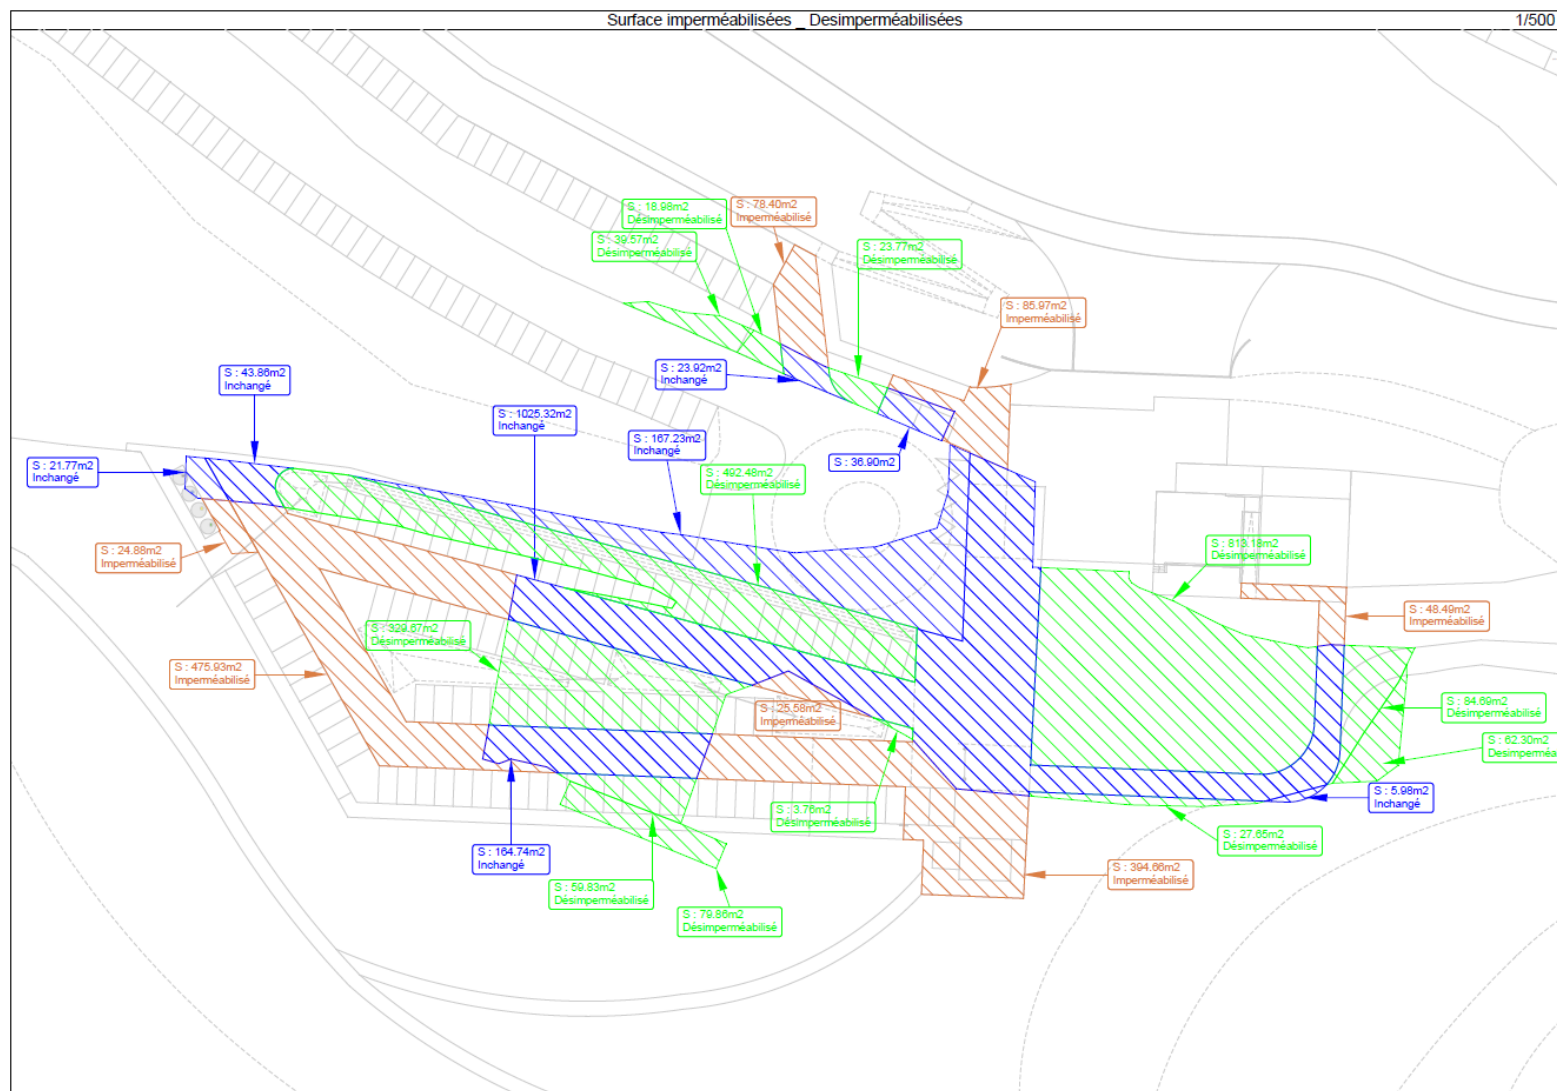 Surface imperméabilisées _ Desimperméabilisées
1/500
S : 18.98m2
Désimperméabilisé
S : 78.40m2
Imperméabilisé
S : 39.57m2
Désimperméabilisé
S : 23.77m2
Désimperméabilisé
S : 85.97m2
Imperméabilisé
S : 43.86m2
Inchangé
S : 23.92m2
Inchangé
S : 1025.32m2
Inchangé
S : 167.23m2
Inchangé
S : 36.90m2
S : 21.77m2
Inchangé
S : 492.48m2
Désimperméabilisé
S : 24.88m2
Imperméabilisé
S : 813.18m2
Désimperméabilisé
S : 48.49m2
Imperméabilisé
S : 329.67m2
Désimperméabilisé
S : 475.93m2
Imperméabilisé
S : 25.58m2
Imperméabilisé
S : 84.69m2
Désimperméabilisé
S : 62.30m2
Desimperméa
S : 5.98m2
Inchangé
S : 3.76m2
Désimperméabilisé
S : 27.65m2
Désimperméabilisé
S : 164.74m2
Inchangé
S : 394.66m2
Imperméabilisé
S : 59.83m2
Désimperméabilisé
S : 79.86m2
Désimperméabilisé